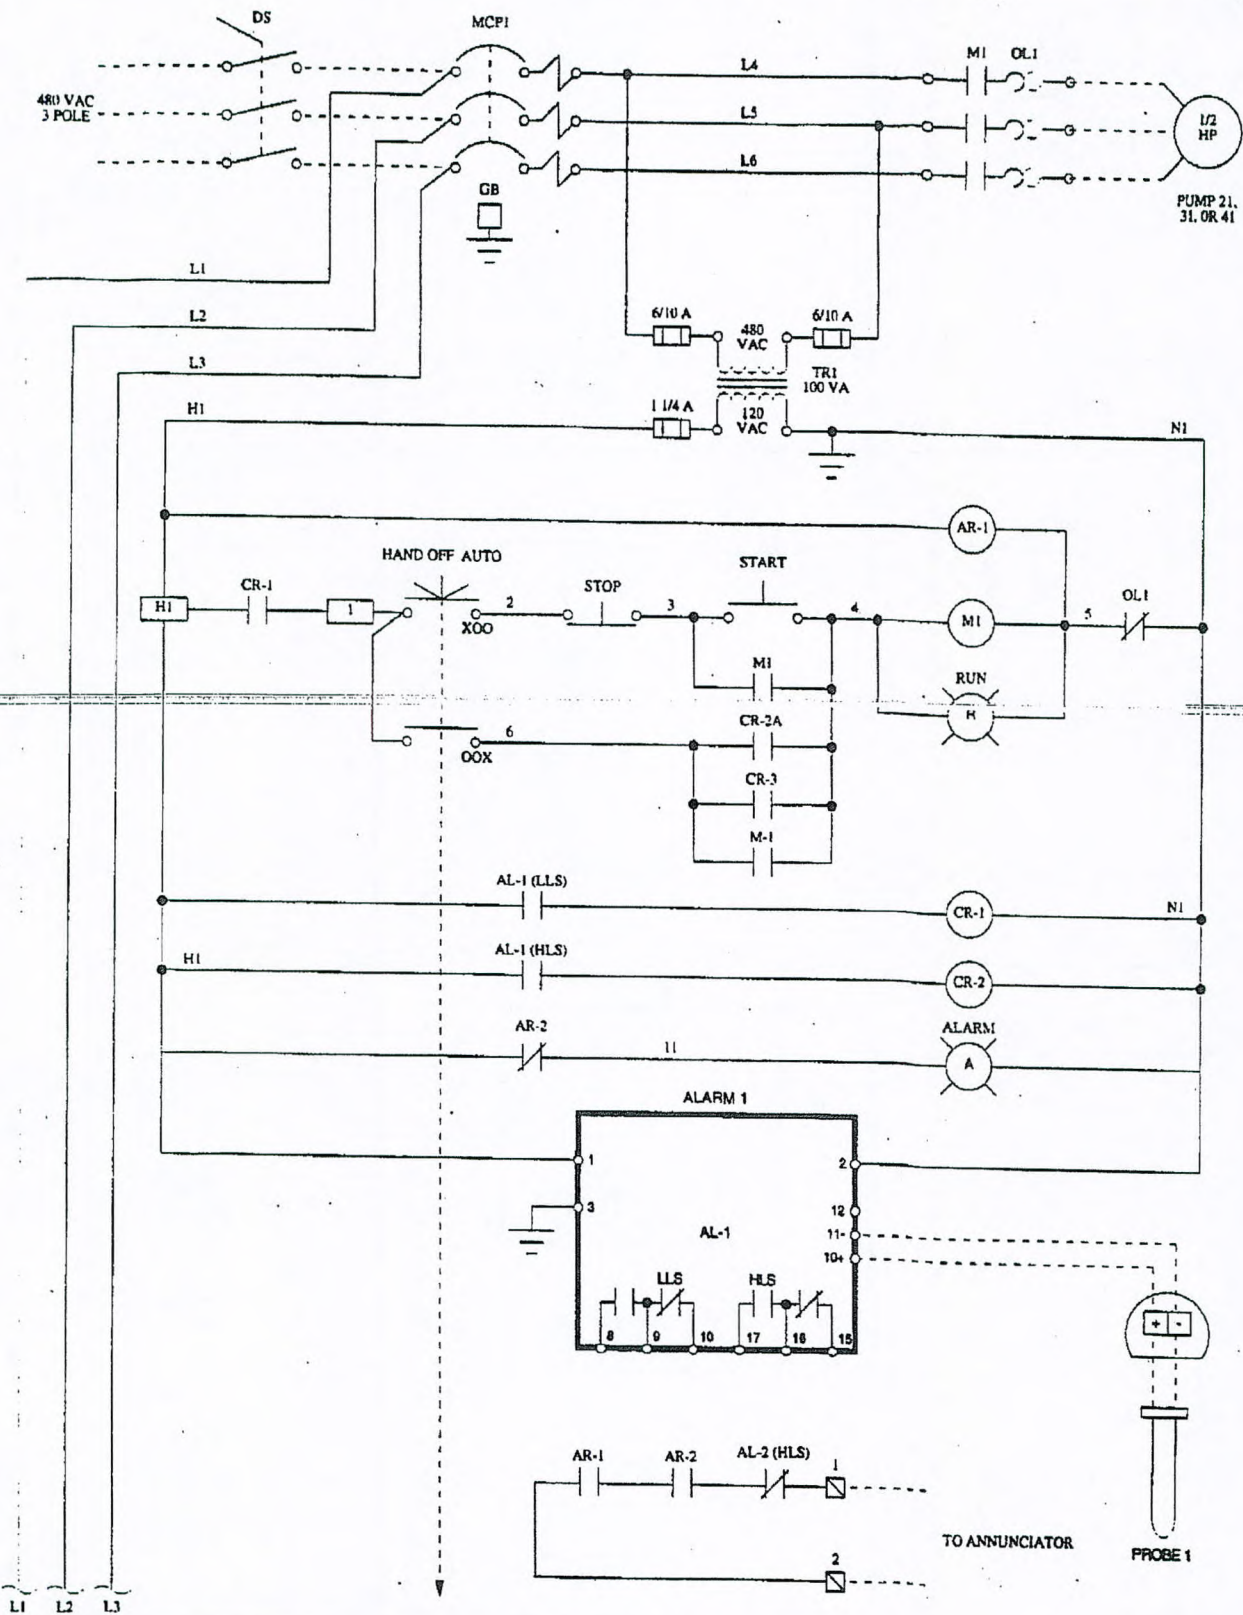 DS
MCP1
M1
OL1
L4
480 VAC
3 POLE
L5
1/2
HP
L6
GB
PUMP 21,
31, OR 41
L1
L2
6/10 A
480
VAC
6/10 A
L3
TR1
100 VA
H1
1 1/4 A
120
VAC
N1
AR-1
HAND OFF AUTO
START
CR-1
STOP
OL1
H1
1
2
3
4
M1
5
XOO
M1
RUN
R
CR-2A
6
OOX
CR-3
M-1
AL-1 (LLS)
CR-1
N1
AL-1 (HLS)
H1
CR-2
AR-2
ALARM
11
A
ALARM 1
1
2
3
12
AL-1
11-
10+
LLS
HLS
+
-
8
9
10
17
16
15
AR-1
AR-2
AL-2 (HLS)
1
TO ANNUNCIATOR
PROBE 1
2
L1
L2
L3